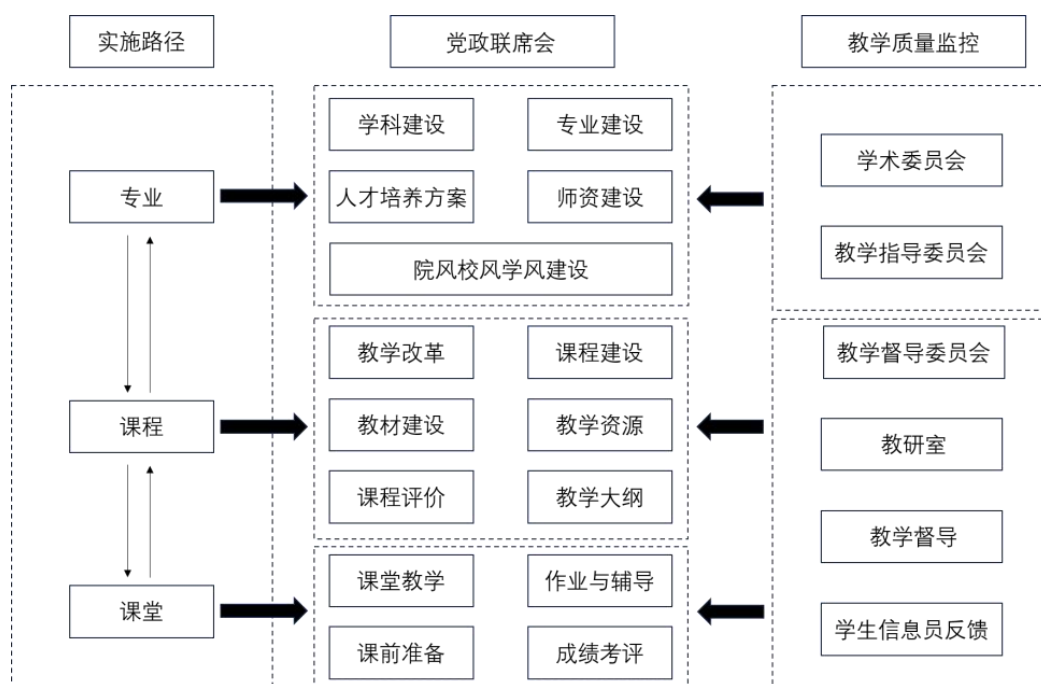 实施路径
党政联席会
教学质量监控
专业
课程
课堂
学科建设
专业建设
人才培养方案
师资建设
院风校风学风建设
教学改革
课程建设
教材建设
教学资源
课程评价
教学大纲
课堂教学
作业与辅导
课前准备
成绩考评
学术委员会
教学指导委员会
教学督导委员会
教研室
教学督导
学生信息员反馈